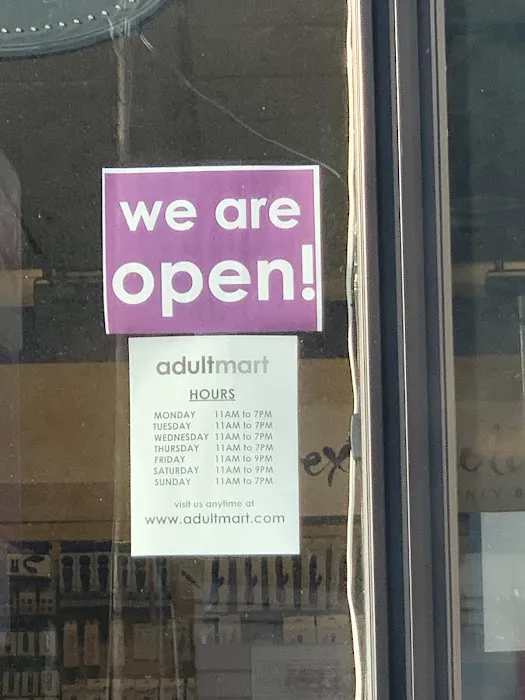 we are
open!
adultmart
HOURS
MONDAY 11AM to 7PM
TUESDAY 11AM to 7PM
WEDNESDAY 11AM to 7PM
THURSDAY 11AM to 7PM
FRIDAY 11AM to 9PM
SATURDAY 11AM to 9PM
SUNDAY 11AM to 7PM
visit us anytime at
www.adultmart.com